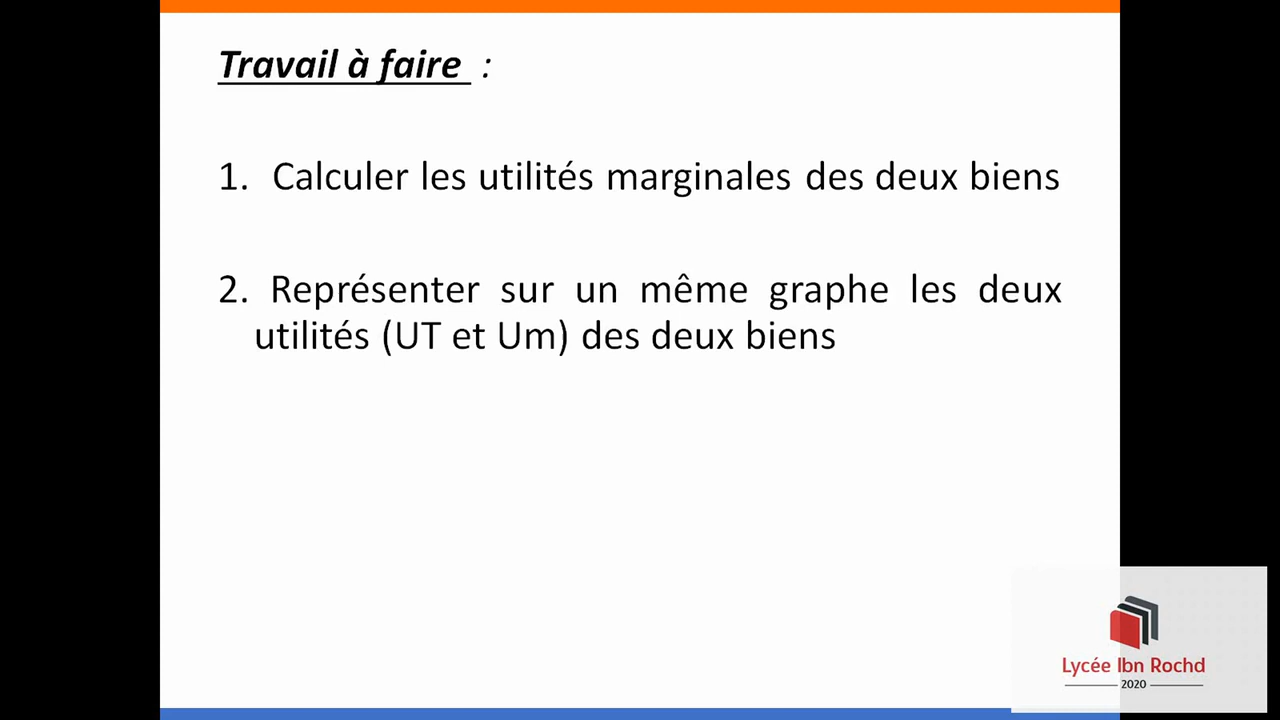 Travail à faire :
1. Calculer les utilités marginales des deux biens
2. Représenter sur un même graphe les deux
utilités (UT et Um) des deux biens
Lycée Ibn Rochd
2020